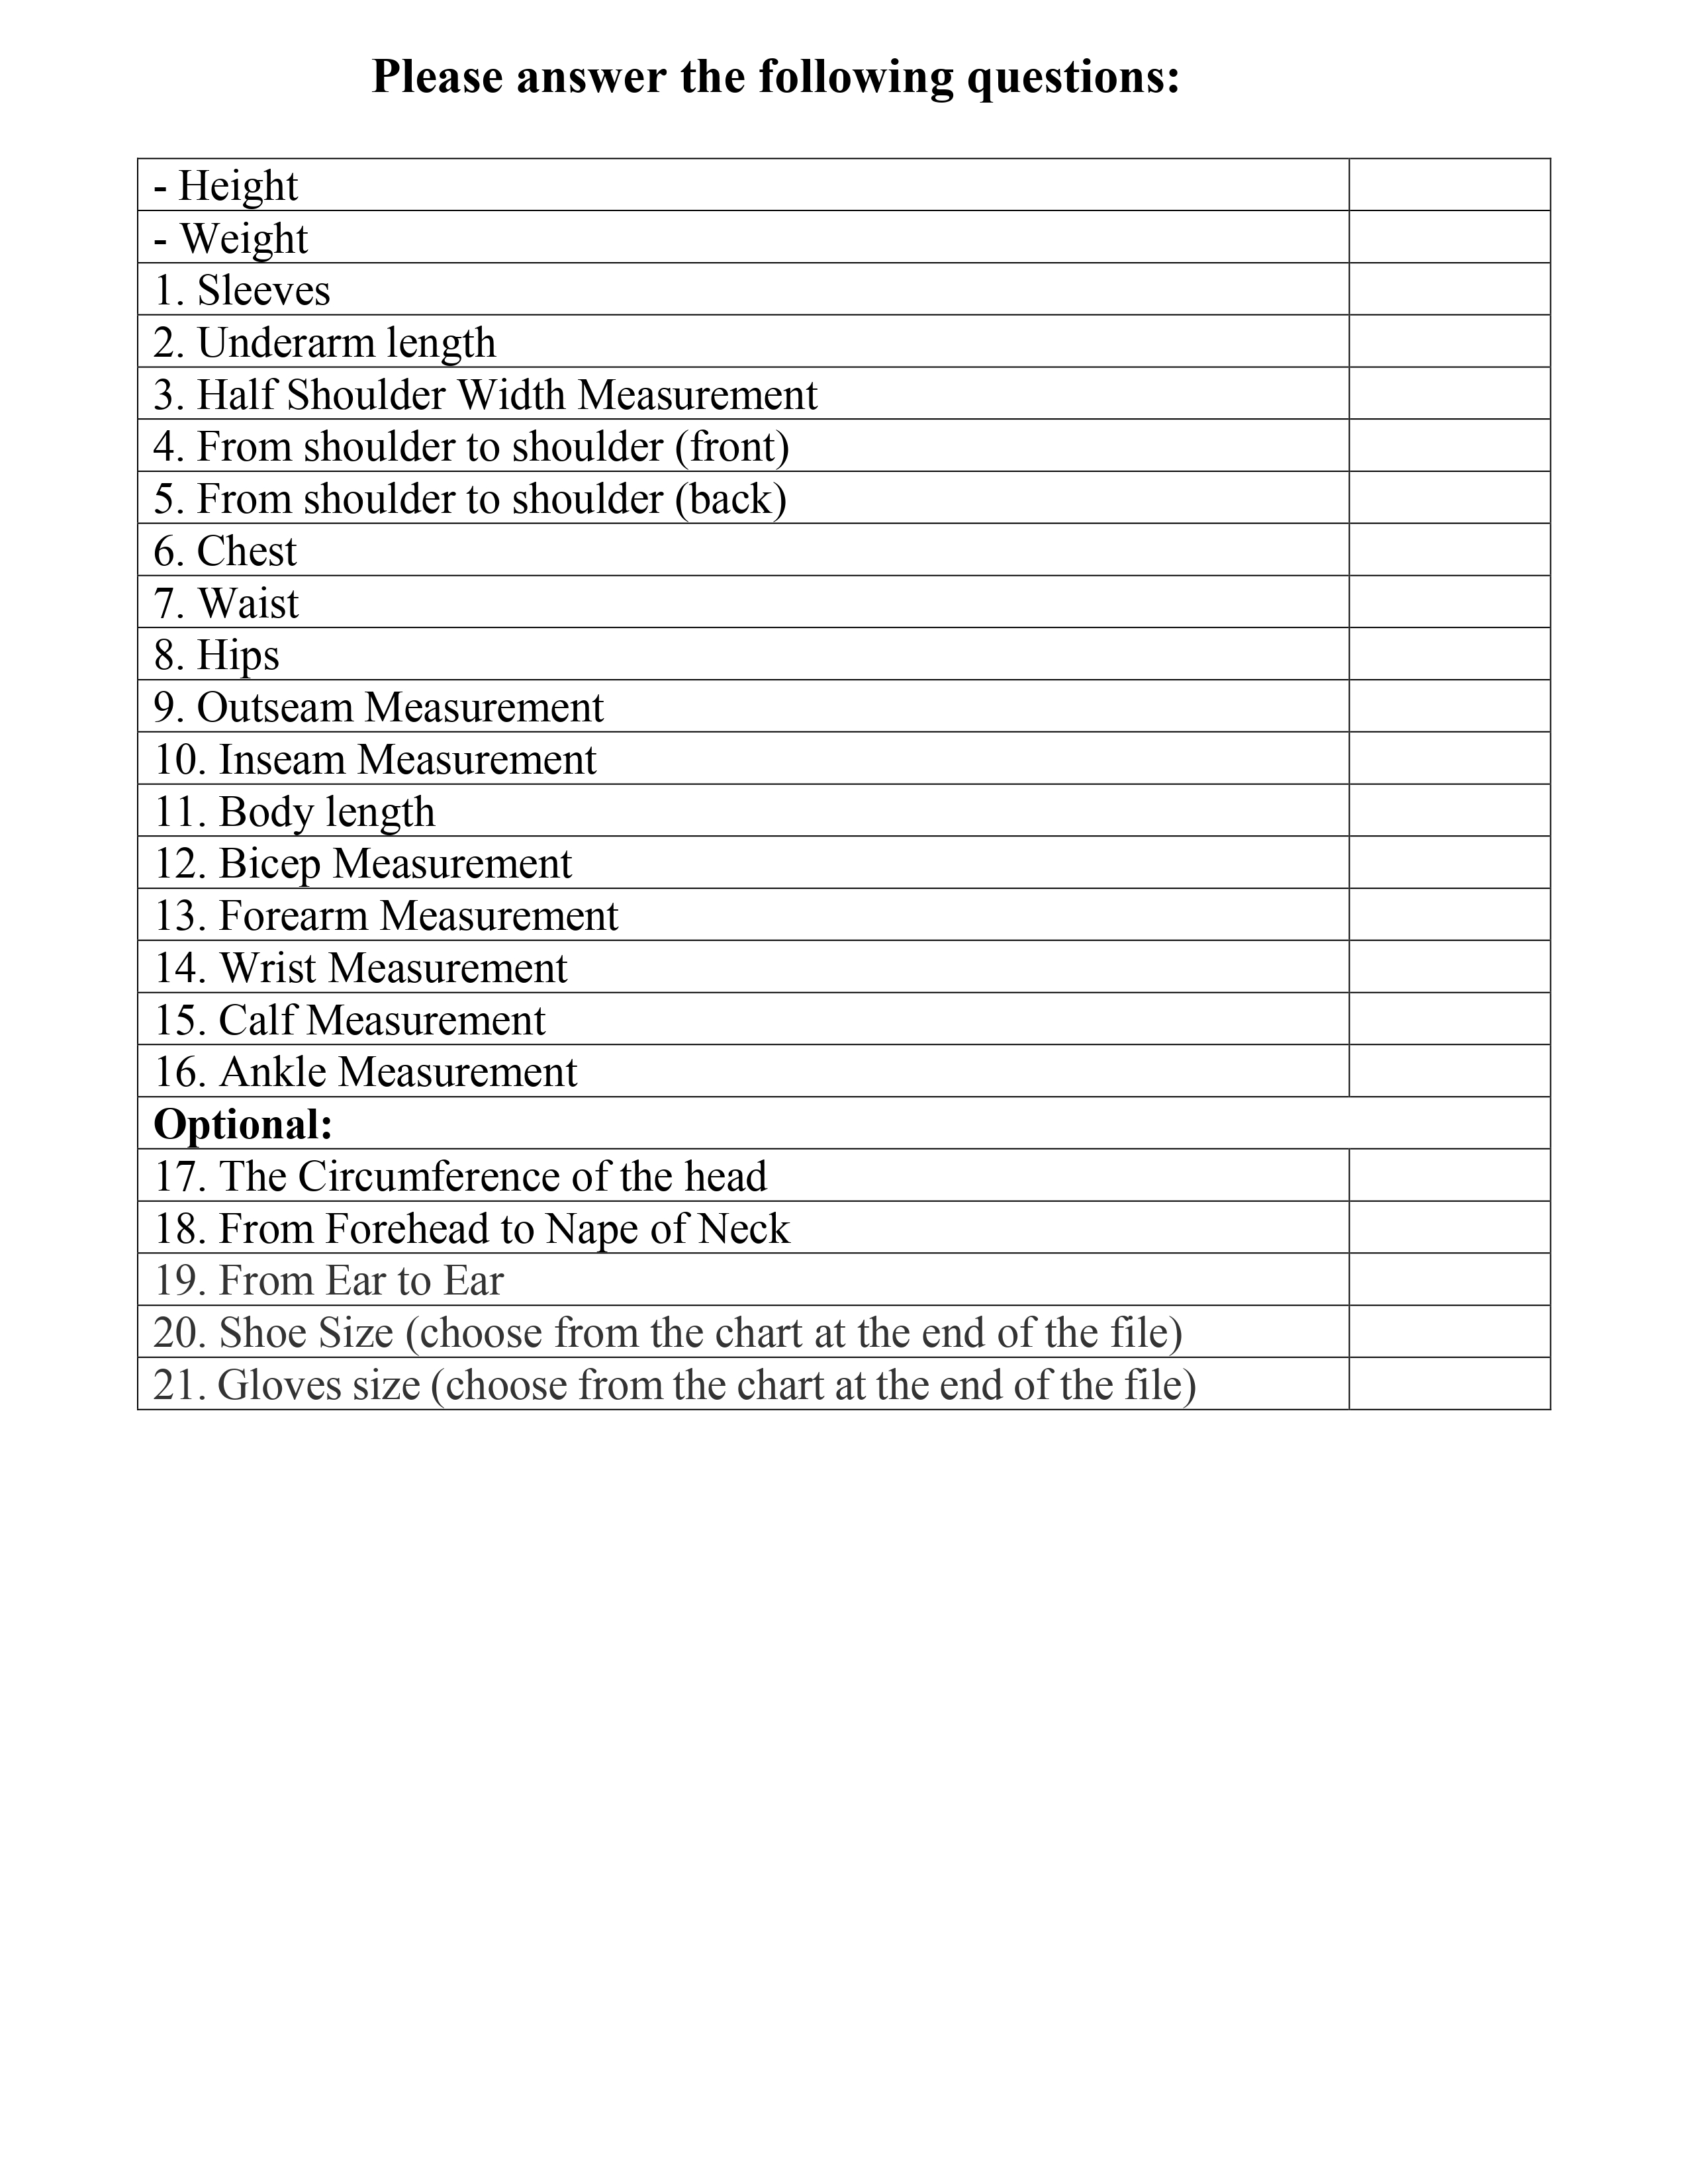 Please answer the following questions:
- Height
- Weight
1. Sleeves
2. Underarm length
3. Half Shoulder Width Measurement
4. From shoulder to shoulder (front)
5. From shoulder to shoulder (back)
6. Chest
7. Waist
8. Hips
9. Outseam Measurement
10. Inseam Measurement
11. Body length
12. Bicep Measurement
13. Forearm Measurement
14. Wrist Measurement
15. Calf Measurement
16. Ankle Measurement
Optional:
17. The Circumference of the head
18. From Forehead to Nape of Neck
19. From Ear to Ear
20. Shoe Size (choose from the chart at the end of the file)
21. Gloves size (choose from the chart at the end of the file)